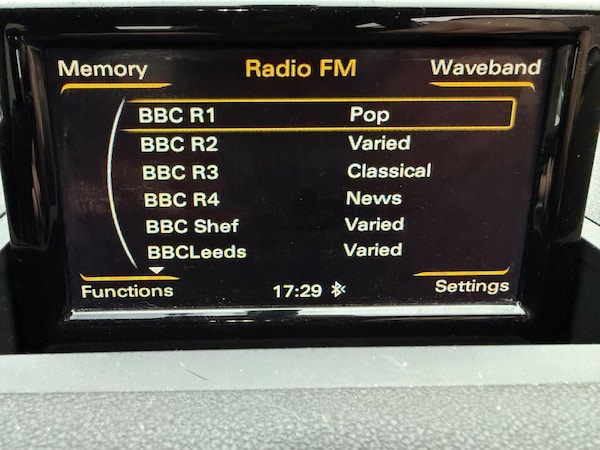 Memory Radio FM Waveband
BBC R1 Pop
BBC R2 Varied
BBC R3 Classical
BBC R4 News
BBC Shef Varied
BBCLeeds Varied
Functions 17:29 Settings